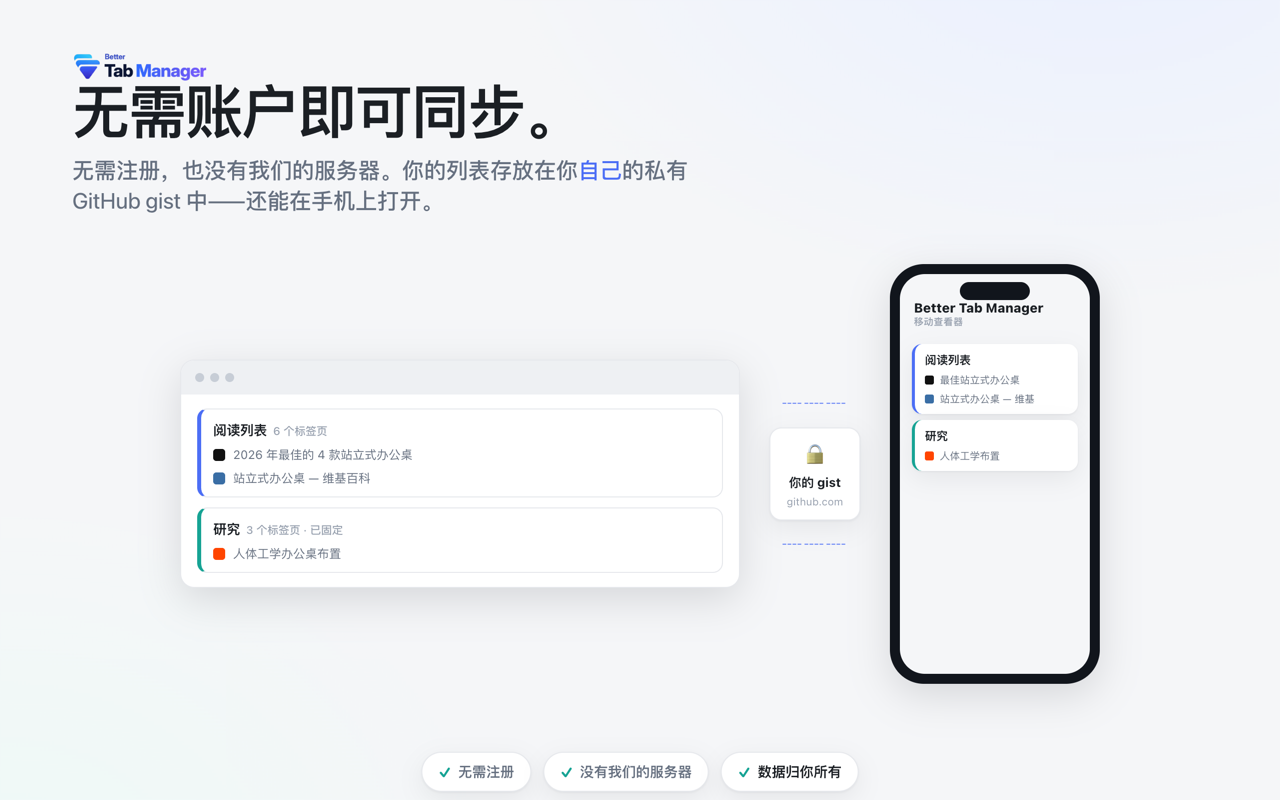 Better
Tab Manager
无需账户即可同步。
无需注册，也没有我们的服务器。你的列表存放在你自己的私有
GitHub gist 中——还能在手机上打开。
阅读列表 6 个标签页
2026 年最佳的 4 款站立式办公桌
站立式办公桌 — 维基百科
研究 3 个标签页 · 已固定
人体工学办公桌布置
你的 gist
github.com
Better Tab Manager
移动查看器
阅读列表
最佳站立式办公桌
站立式办公桌 — 维基
研究
人体工学布置
无需注册
没有我们的服务器
数据归你所有